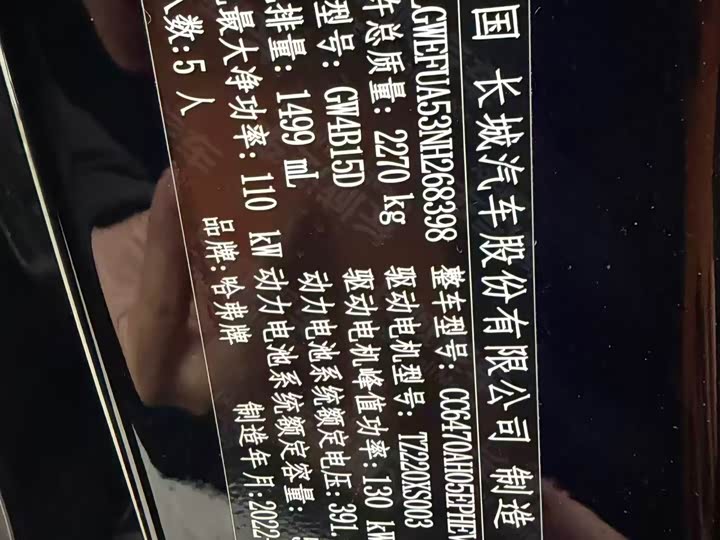 国 长城汽车股份有限公司 制造
LGWEFUA53NH268398 整车型号: CC6470AH05EPHEV
许总质量: 2270 kg 驱动电机型号: TZ220XS003
型号: GW4B15D 驱动电机峰值功率: 130 kW
排量: 1499 mL 动力电池系统额定电压: 391.
最大净功率: 110 kW 动力电池系统额定容量:
人数: 5 人 品牌: 哈弗牌 制造年月: 2022